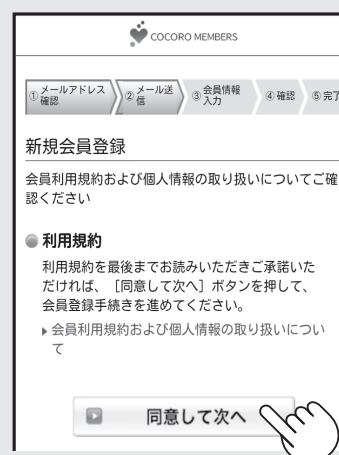 COCORO MEMBERS
① メールアドレス確認
② メール送信
③ 会員情報入力
④ 確認
⑤ 完了
新規会員登録
会員利用規約および個人情報の取り扱いについてご確
認ください
利用規約
利用規約を最後までお読みいただきご承諾いた
だければ、［同意して次へ］ボタンを押して、
会員登録手続きを進めてください。
会員利用規約および個人情報の取り扱いについ
て
同意して次へ